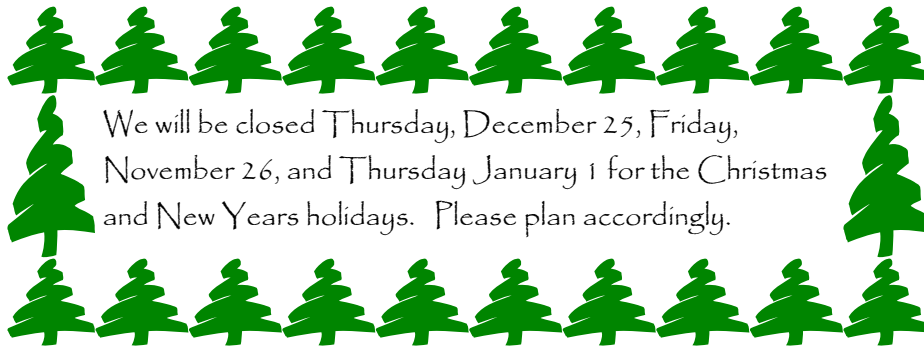 We will be closed Thursday, December 25, Friday,
November 26, and Thursday January 1 for the Christmas
and New Years holidays.   Please plan accordingly.